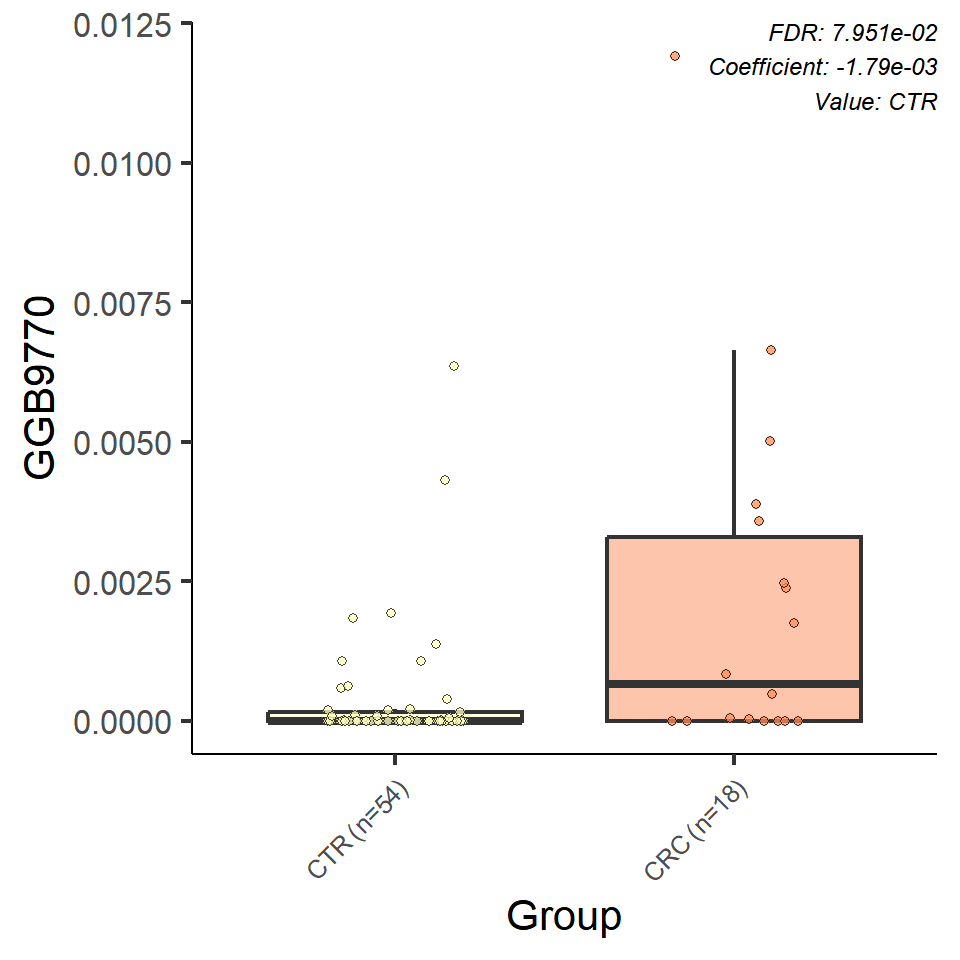 FDR: 7.951e-02
Coefficient: -1.79e-03
Value: CTR
GGB9770
0.0125
0.0100
0.0075
0.0050
0.0025
0.0000
CTR (n=54)
CRC (n=18)
Group